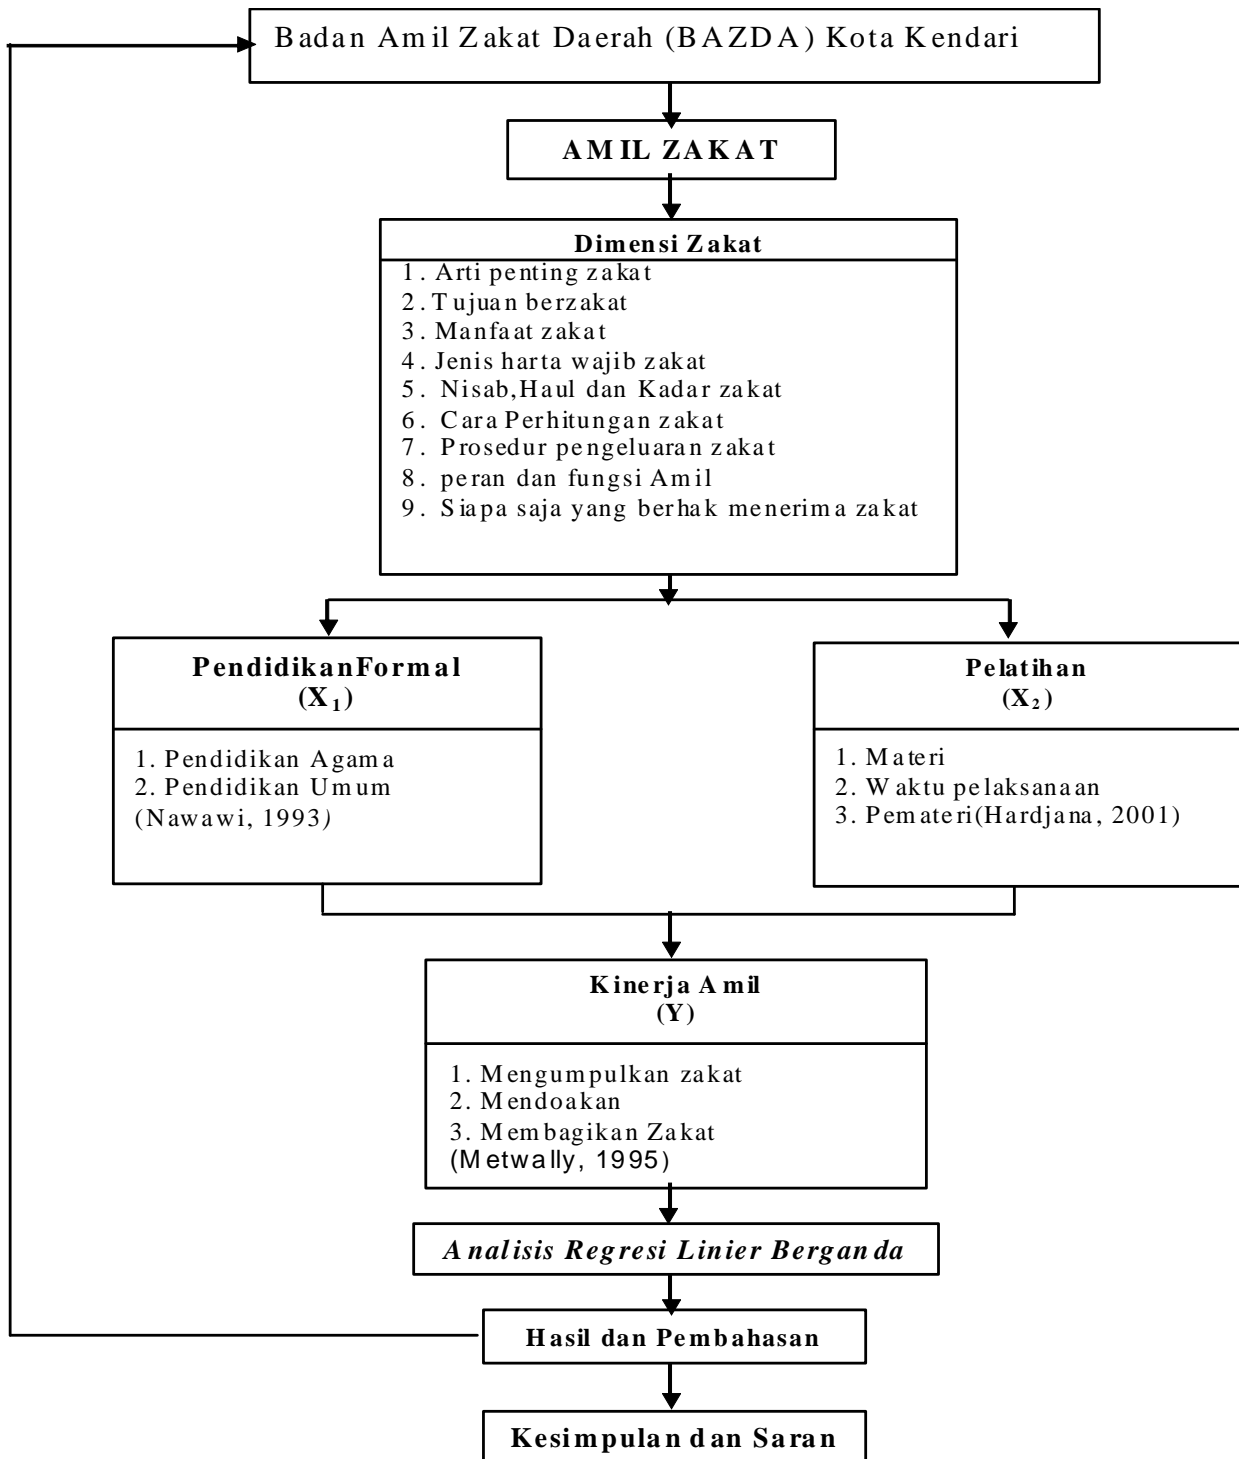 Badan Amil Zakat Daerah (BAZDA) Kota Kendari
AMIL ZAKAT
Dimensi Zakat
1. Arti penting zakat
2. Tujuan berzakat
3. Manfaat zakat
4. Jenis harta wajib zakat
5. Nisab,Haul dan Kadar zakat
6. Cara Perhitungan zakat
7. Prosedur pengeluaran zakat
8. peran dan fungsi Amil
9. Siapa saja yang berhak menerima zakat
PendidikanFormal
(X₁)
1. Pendidikan Agama
2. Pendidikan Umum
(Nawawi, 1993)
Pelatihan
(X₂)
1. Materi
2. Waktu pelaksanaan
3. Pemateri(Hardjana, 2001)
Kinerja Amil
(Y)
1. Mengumpulkan zakat
2. Mendoakan
3. Membagikan Zakat
(Metwally, 1995)
Analisis Regresi Linier Berganda
Hasil dan Pembahasan
Kesimpulan dan Saran